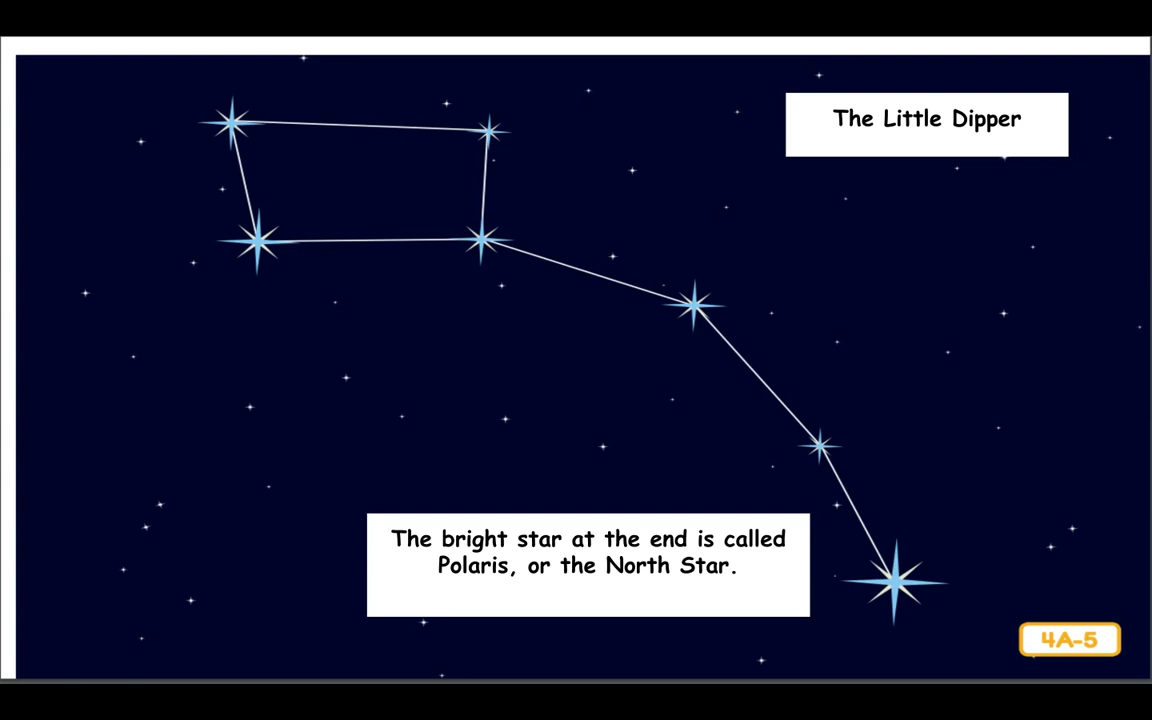 The Little Dipper
The bright star at the end is called
Polaris, or the North Star.
4A-5